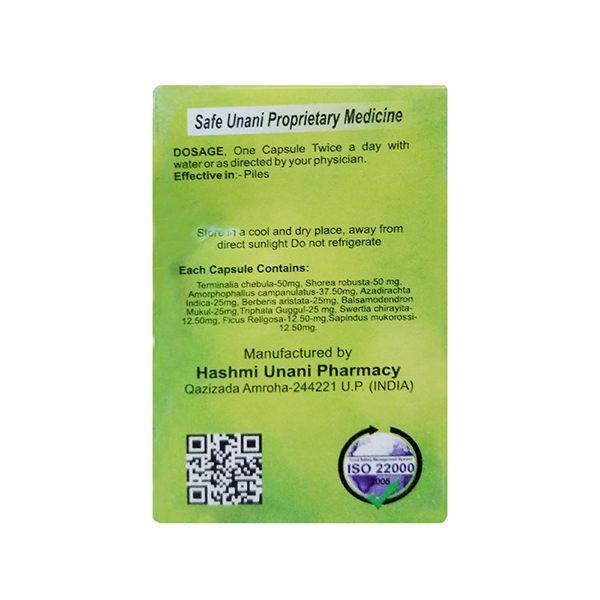 Safe Unani Proprietary Medicine
DOSAGE, One Capsule Twice a day with
water or as directed by your physician.
Effective in:- Piles
Store in a cool and dry place, away from
direct sunlight Do not refrigerate
Each Capsule Contains:
Terminalia chebula-50mg, Shorea robusta-50 mg,
Amorphophallus campanulatus-37.50mg, Azadirachta
Indica-25mg, Berberis aristata-25mg, Balsamodendron
Mukul-25mg,Triphala Guggul-25 mg, Swertia chirayita-
12.50mg, Ficus Religosa-12.50-mg,Sapindus mukorossi-
12.50mg.
Manufactured by
Hashmi Unani Pharmacy
Qazizada Amroha-244221 U.P. (INDIA)
Food Safety Management System
ISO 22000
2005